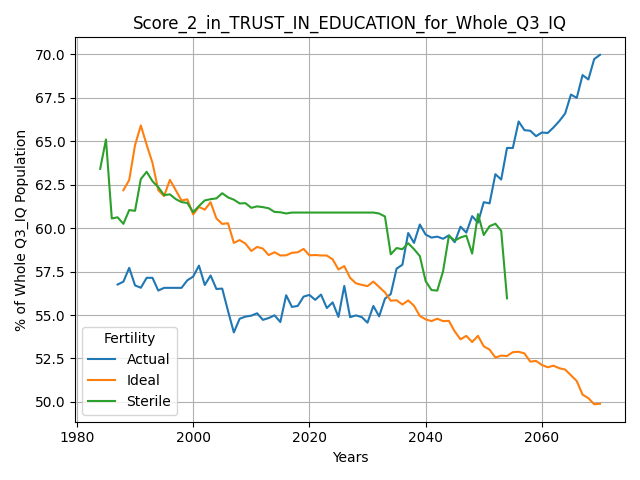 Score_2_in_TRUST_IN_EDUCATION_for_Whole_Q3_IQ
% of Whole Q3_IQ Population
70.0
67.5
65.0
62.5
60.0
57.5
55.0
52.5
50.0
Fertility
Actual
Ideal
Sterile
1980
2000
2020
2040
2060
Years